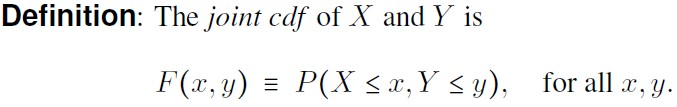 Definition: The joint cdf of X and Y is
F(x, y) ≡ P(X ≤ x, Y ≤ y), for all x, y.